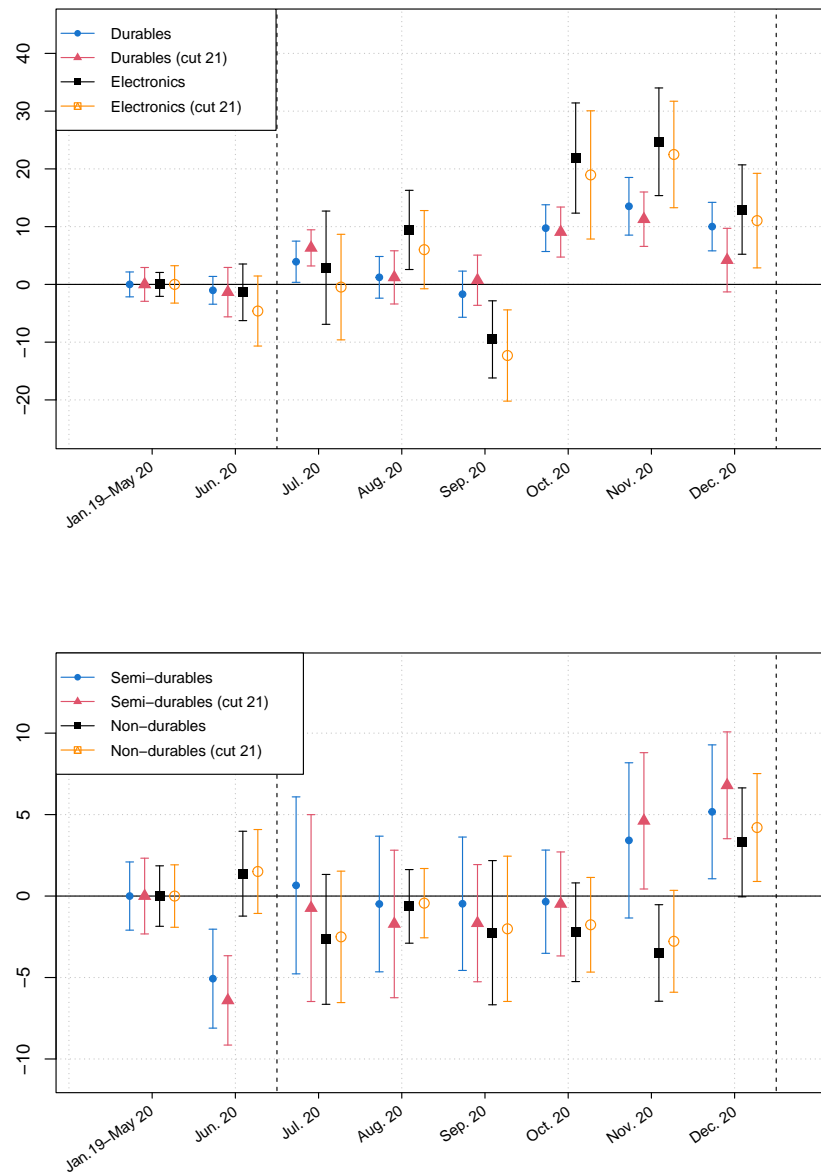 Durables
Durables (cut 21)
Electronics
Electronics (cut 21)
40
30
20
10
0
−10
−20
Jan. 19−May 20
Jun. 20
Jul. 20
Aug. 20
Sep. 20
Oct. 20
Nov. 20
Dec. 20
Semi−durables
Semi−durables (cut 21)
Non−durables
Non−durables (cut 21)
10
5
0
−5
−10
Jan. 19−May 20
Jun. 20
Jul. 20
Aug. 20
Sep. 20
Oct. 20
Nov. 20
Dec. 20